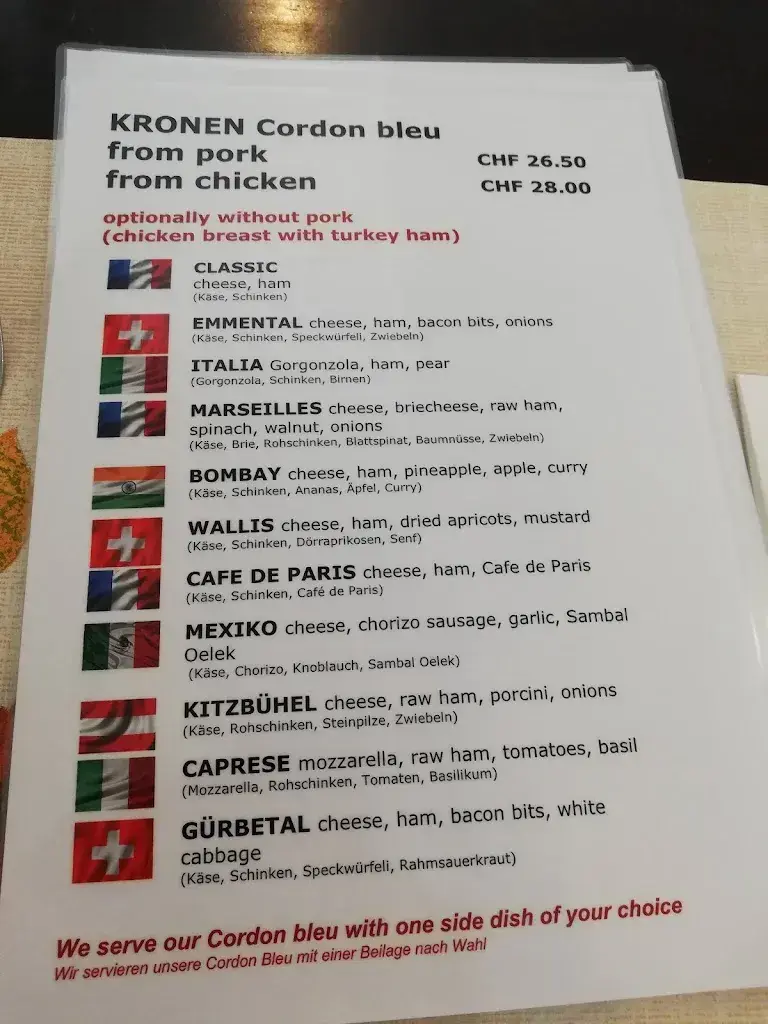 KRONEN Cordon bleu
from pork CHF 26.50
from chicken CHF 28.00
optionally without pork
(chicken breast with turkey ham)
CLASSIC
cheese, ham
(Käse, Schinken)
EMMENTAL cheese, ham, bacon bits, onions
(Käse, Schinken, Speckwürfeli, Zwiebeln)
ITALIA Gorgonzola, ham, pear
(Gorgonzola, Schinken, Birnen)
MARSEILLES cheese, briecheese, raw ham,
spinach, walnut, onions
(Käse, Brie, Rohschinken, Blattspinat, Baumnüsse, Zwiebeln)
BOMBAY cheese, ham, pineapple, apple, curry
(Käse, Schinken, Ananas, Äpfel, Curry)
WALLIS cheese, ham, dried apricots, mustard
(Käse, Schinken, Dörraprikosen, Senf)
CAFE DE PARIS cheese, ham, Cafe de Paris
(Käse, Schinken, Café de Paris)
MEXIKO cheese, chorizo sausage, garlic, Sambal
Oelek
(Käse, Chorizo, Knoblauch, Sambal Oelek)
KITZBÜHEL cheese, raw ham, porcini, onions
(Käse, Rohschinken, Steinpilze, Zwiebeln)
CAPRESE mozzarella, raw ham, tomatoes, basil
(Mozzarella, Rohschinken, Tomaten, Basilikum)
GÜRBETAL cheese, ham, bacon bits, white
cabbage
(Käse, Schinken, Speckwürfeli, Rahmsauerkraut)
We serve our Cordon bleu with one side dish of your choice
Wir servieren unsere Cordon Bleu mit einer Beilage nach Wahl